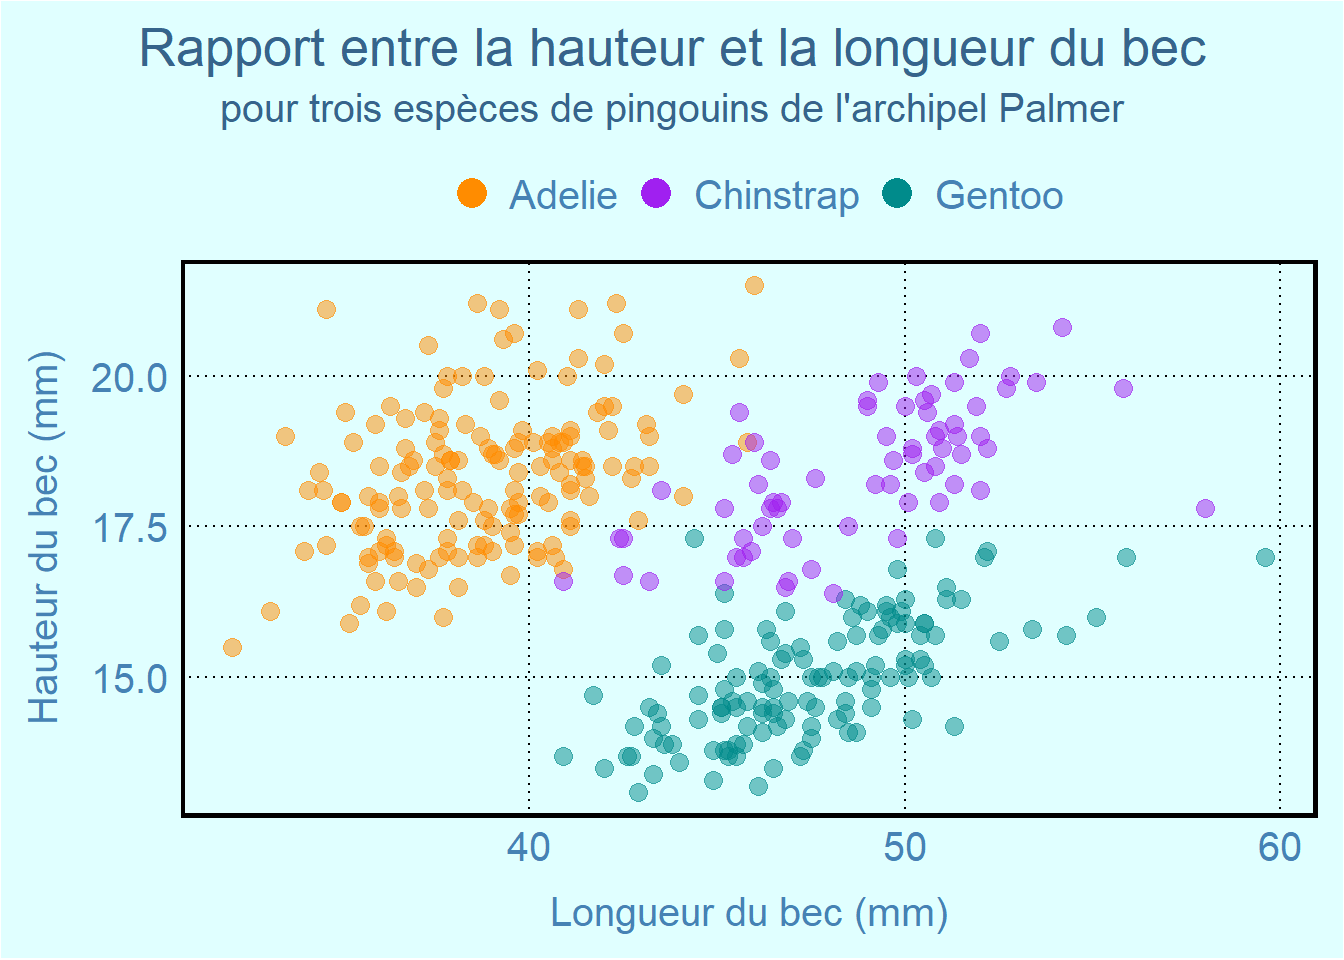 Rapport entre la hauteur et la longueur du bec
pour trois espèces de pingouins de l'archipel Palmer
Adelie Chinstrap Gentoo
Hauteur du bec (mm)
20.0
17.5
15.0
40 50 60
Longueur du bec (mm)